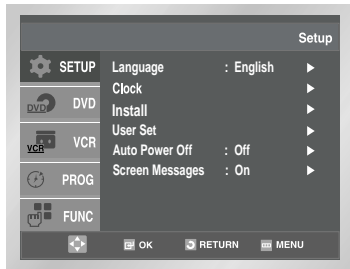 Setup
SETUP
DVD DVD
VCR VCR
PROG
FUNC
Language : English ►
Clock ►
Install ►
User Set ►
Auto Power Off : Off ►
Screen Messages : On ►
OK RETURN MENU